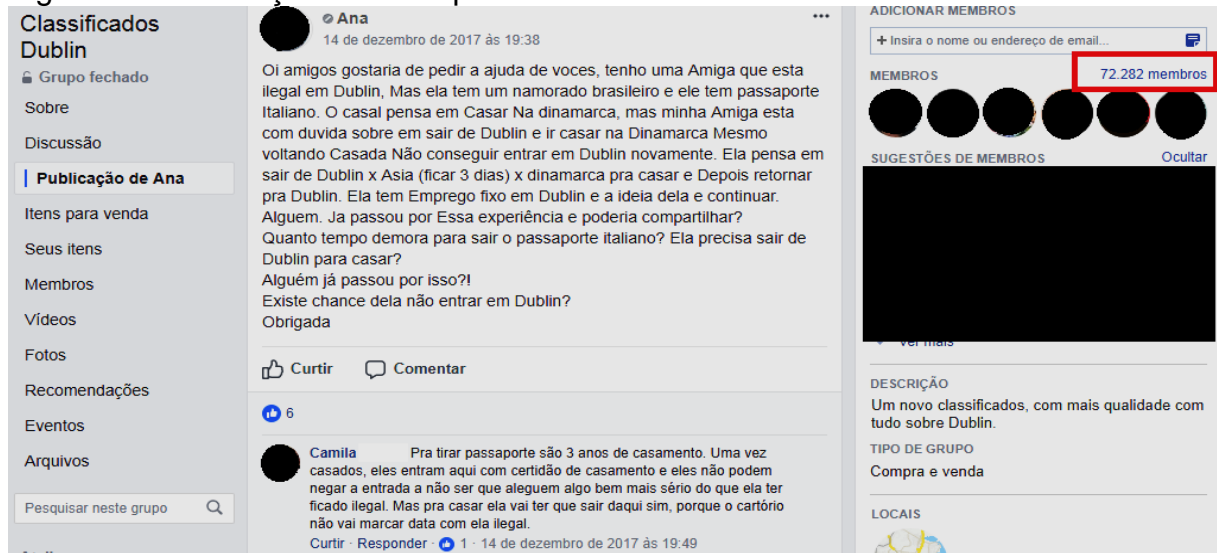 Classificados
Dublin
Grupo fechado
Sobre
Discussão
Publicação de Ana
Itens para venda
Seus itens
Membros
Vídeos
Fotos
Recomendações
Eventos
Arquivos
Pesquisar neste grupo
Ana
14 de dezembro de 2017 às 19:38
Oi amigos gostaria de pedir a ajuda de voces, tenho uma Amiga que esta
ilegal em Dublin, Mas ela tem um namorado brasileiro e ele tem passaporte
Italiano. O casal pensa em Casar Na dinamarca, mas minha Amiga esta
com duvida sobre em sair de Dublin e ir casar na Dinamarca Mesmo
voltando Casada Não conseguir entrar em Dublin novamente. Ela pensa em
sair de Dublin x Asia (ficar 3 dias) x dinamarca pra casar e Depois retornar
pra Dublin. Ela tem Emprego fixo em Dublin e a ideia dela e continuar.
Alguem. Ja passou por Essa experiência e poderia compartilhar?
Quanto tempo demora para sair o passaporte italiano? Ela precisa sair de
Dublin para casar?
Alguém já passou por isso?!
Existe chance dela não entrar em Dublin?
Obrigada
Curtir Comentar
6
Camila Pra tirar passaporte são 3 anos de casamento. Uma vez
casados, eles entram aqui com certidão de casamento e eles não podem
negar a entrada a não ser que aleguem algo bem mais sério do que ela ter
ficado ilegal. Mas pra casar ela vai ter que sair daqui sim, porque o cartório
não vai marcar data com ela ilegal.
Curtir · Responder · 1 · 14 de dezembro de 2017 às 19:49
ADICIONAR MEMBROS
+ Insira o nome ou endereço de email...
MEMBROS 72.282 membros
SUGESTÕES DE MEMBROS Ocultar
Ver mais
DESCRIÇÃO
Um novo classificados, com mais qualidade com
tudo sobre Dublin.
TIPO DE GRUPO
Compra e venda
LOCAIS